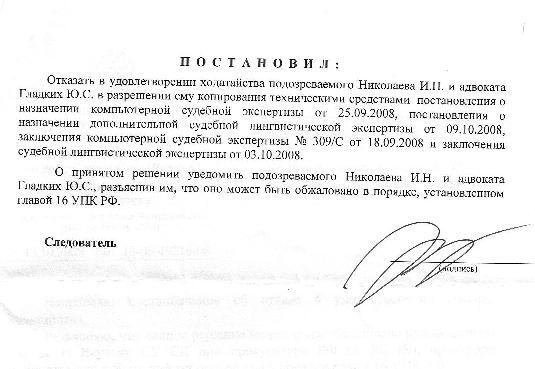 ПОСТАНОВИЛ:
Отказать в удовлетворении ходатайства подозреваемого Николаева И.Н. и адвоката
Гладких Ю.С. в разрешении ему копирования техническими средствами постановления о
назначении компьютерной судебной экспертизы от 25.09.2008, постановления о
назначении дополнительной судебной лингвистической экспертизы от 09.10.2008,
заключения компьютерной судебной экспертизы № 309/С от 18.09.2008 и заключения
судебной лингвистической экспертизы от 03.10.2008.
О принятом решении уведомить подозреваемого Николаева И.Н. и адвоката
Гладких Ю.С., разъяснив им, что оно может быть обжаловано в порядке, установленном
главой 16 УПК РФ.
Следователь
(подпись)